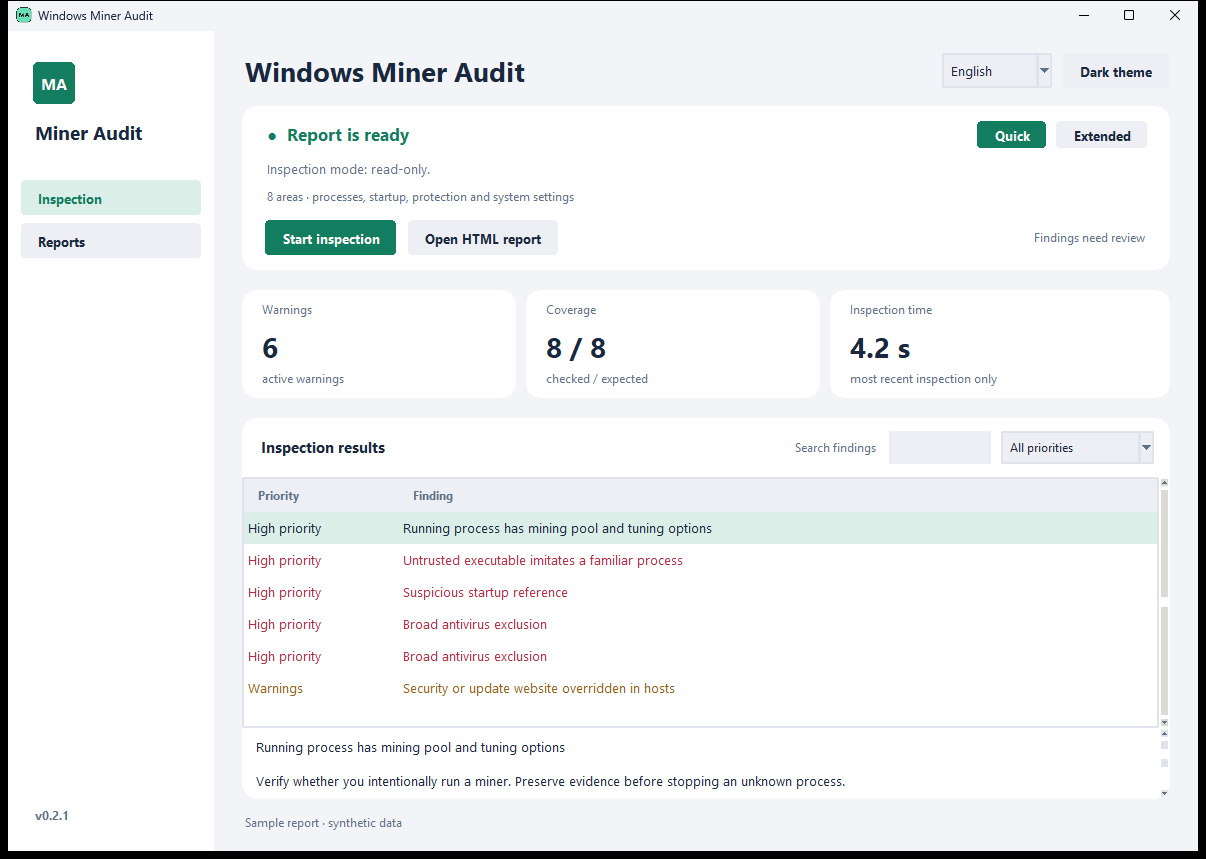 MA Windows Miner Audit
MA
Miner Audit
Inspection
Reports
v0.2.1
Windows Miner Audit
English
Dark theme
● Report is ready
Quick
Extended
Inspection mode: read-only.
8 areas · processes, startup, protection and system settings
Start inspection
Open HTML report
Findings need review
Warnings
6
active warnings
Coverage
8 / 8
checked / expected
Inspection time
4.2 s
most recent inspection only
Inspection results
Search findings
All priorities
Priority Finding
High priority Running process has mining pool and tuning options
High priority Untrusted executable imitates a familiar process
High priority Suspicious startup reference
High priority Broad antivirus exclusion
High priority Broad antivirus exclusion
Warnings Security or update website overridden in hosts
Running process has mining pool and tuning options
Verify whether you intentionally run a miner. Preserve evidence before stopping an unknown process.
Sample report · synthetic data